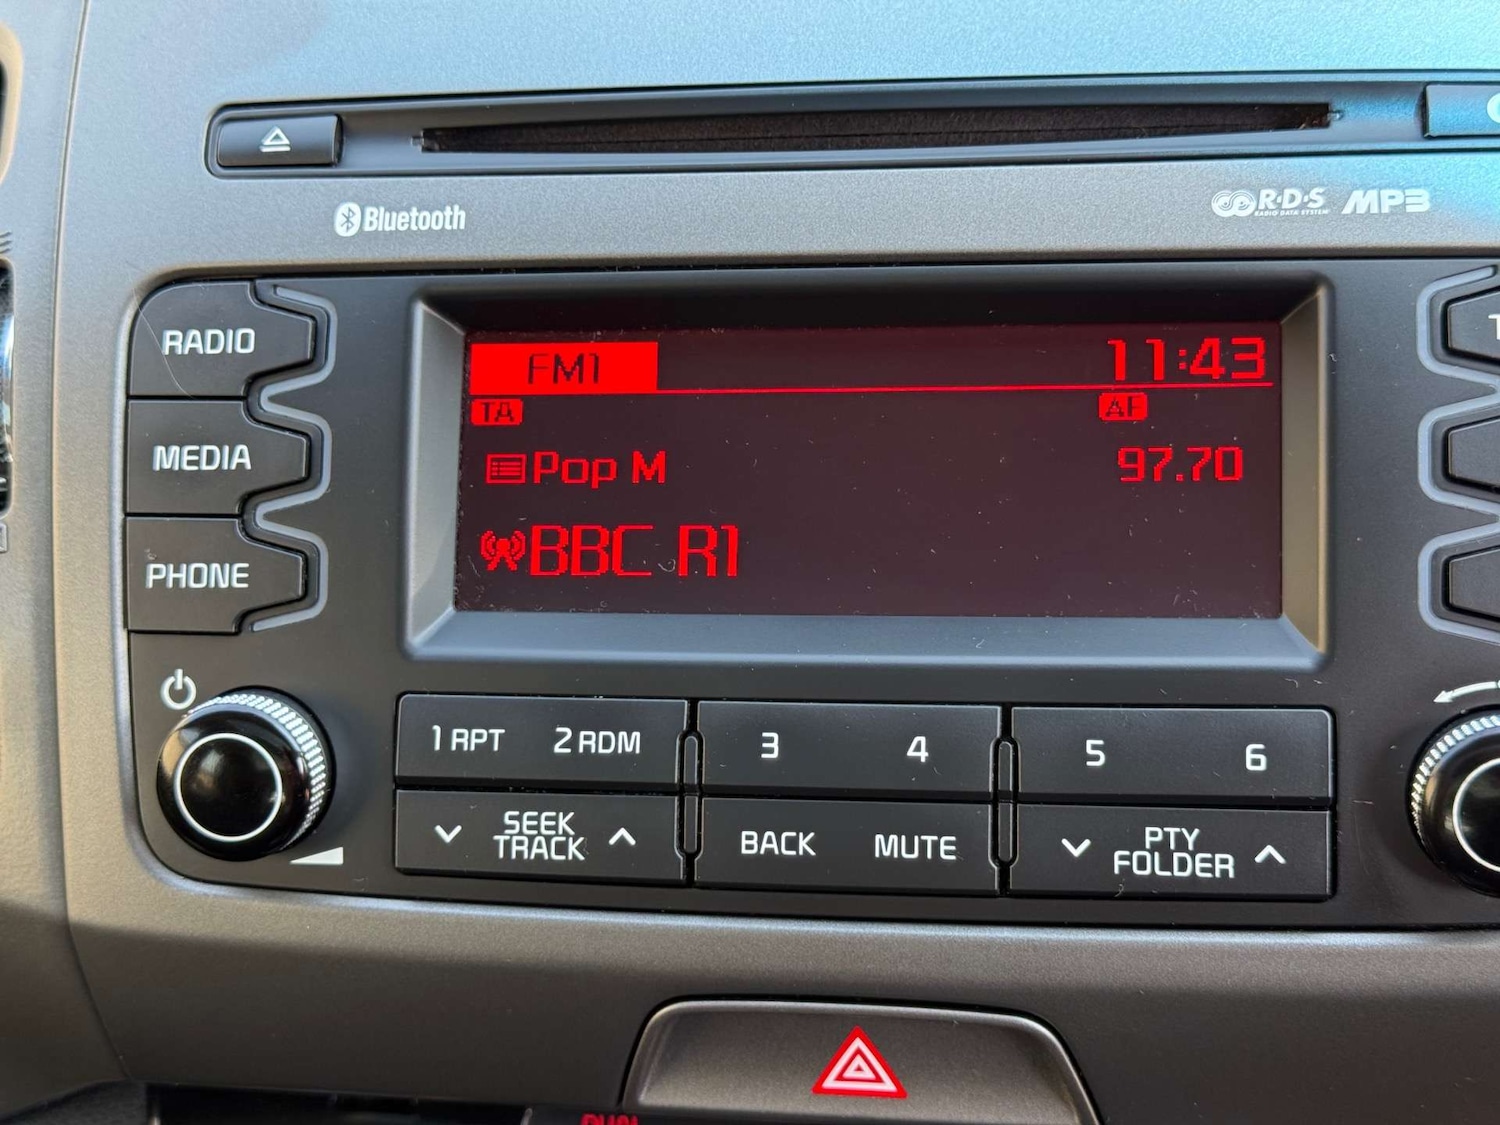 Bluetooth
R·D·S MP3
RADIO DATA SYSTEM
RADIO
MEDIA
PHONE
FM1 11:43
TA AF
Pop M 97.70
BBC R1
1 RPT 2 RDM 3 4 5 6
SEEK TRACK BACK MUTE PTY FOLDER